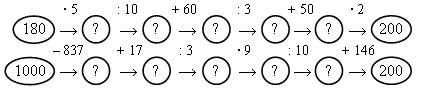 · 5 : 10 + 60 : 3 + 50 · 2
180 → ? → ? → ? → ? → ? → 200
– 837 + 17 : 3 · 9 : 10 + 146
1000 → ? → ? → ? → ? → ? → 200